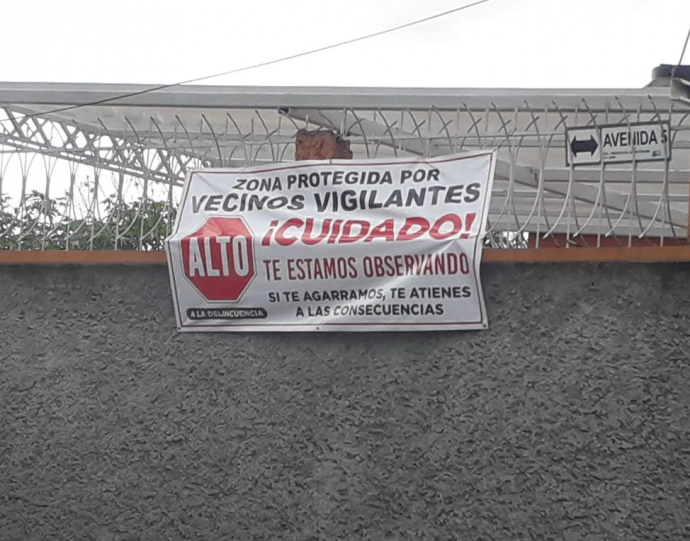 ZONA PROTEGIDA POR
VECINOS VIGILANTES
¡CUIDADO!
ALTO
TE ESTAMOS OBSERVANDO
SI TE AGARRAMOS, TE ATIENES
A LAS CONSECUENCIAS
A LA DELINCUENCIA
AVENIDA 5